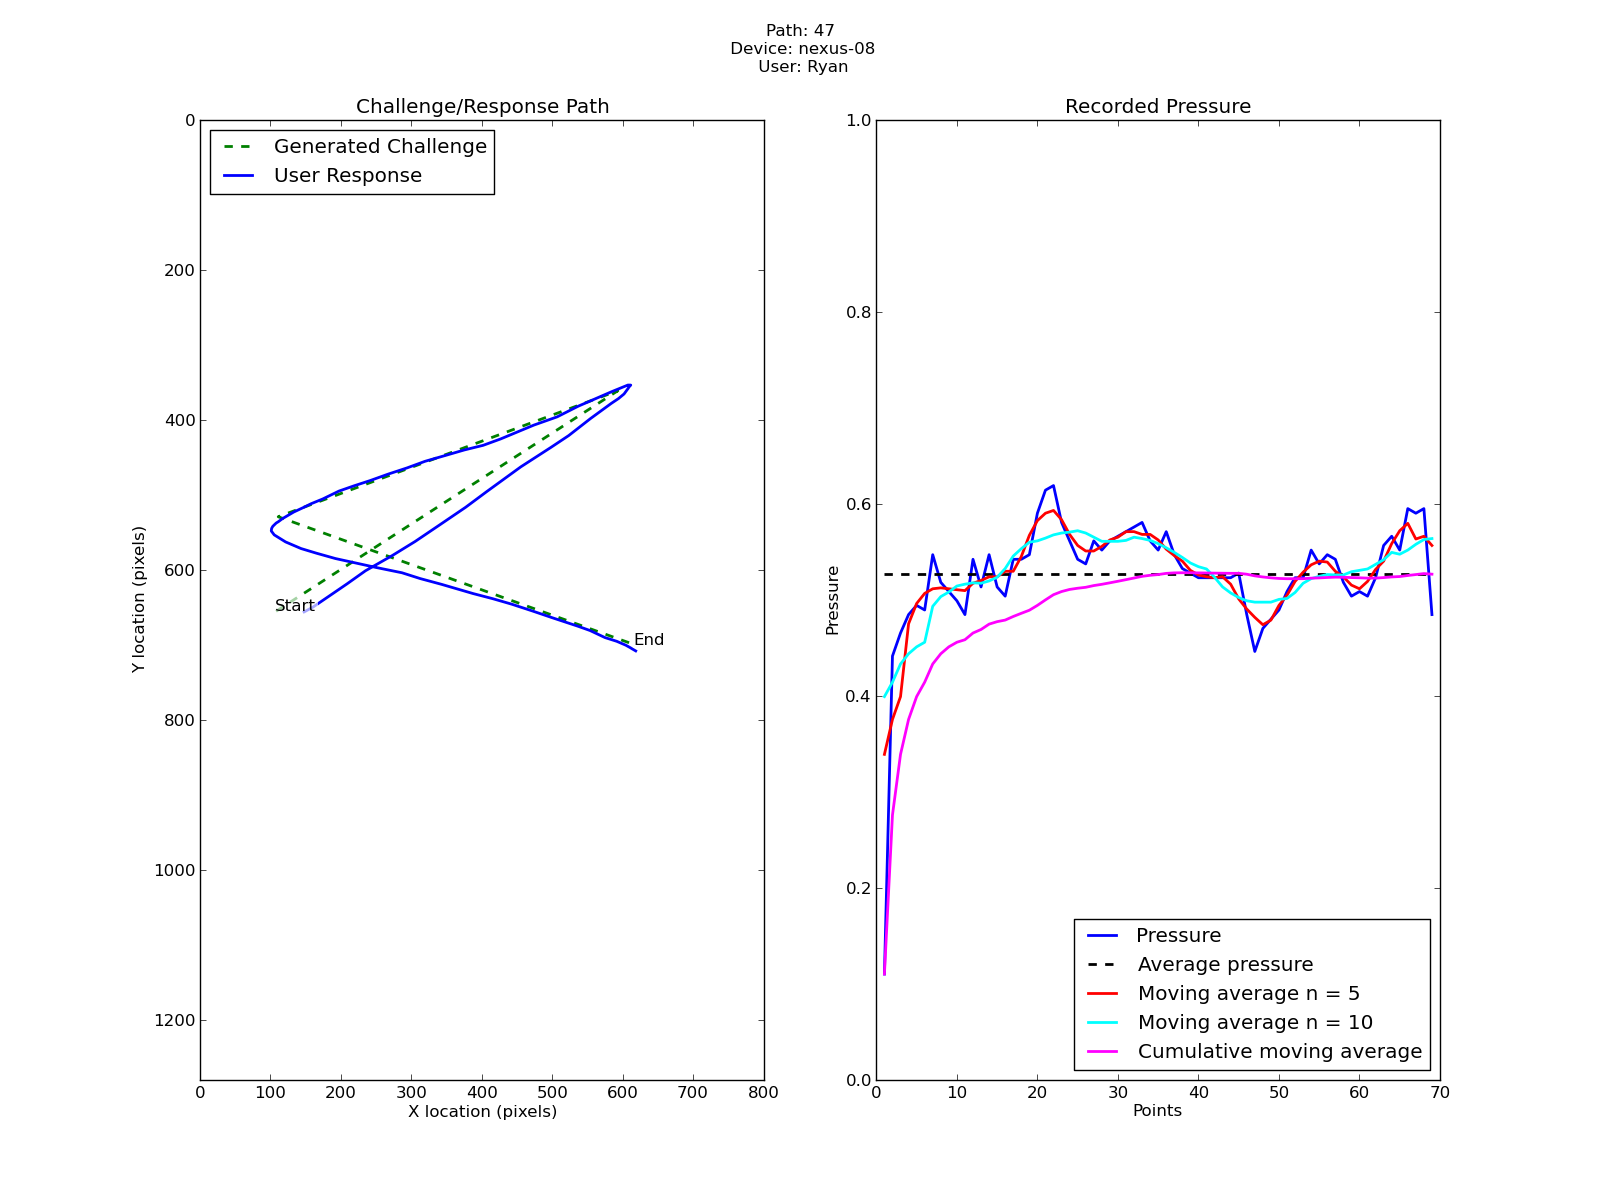 Path: 47
Device: nexus-08
User: Ryan
Challenge/Response Path
Generated Challenge
User Response
0
200
400
600
800
1000
1200
Y location (pixels)
Start
End
0 100 200 300 400 500 600 700 800
X location (pixels)
Recorded Pressure
1.0
0.8
0.6
0.4
0.2
0.0
Pressure
Pressure
Average pressure
Moving average n = 5
Moving average n = 10
Cumulative moving average
0 10 20 30 40 50 60 70
Points